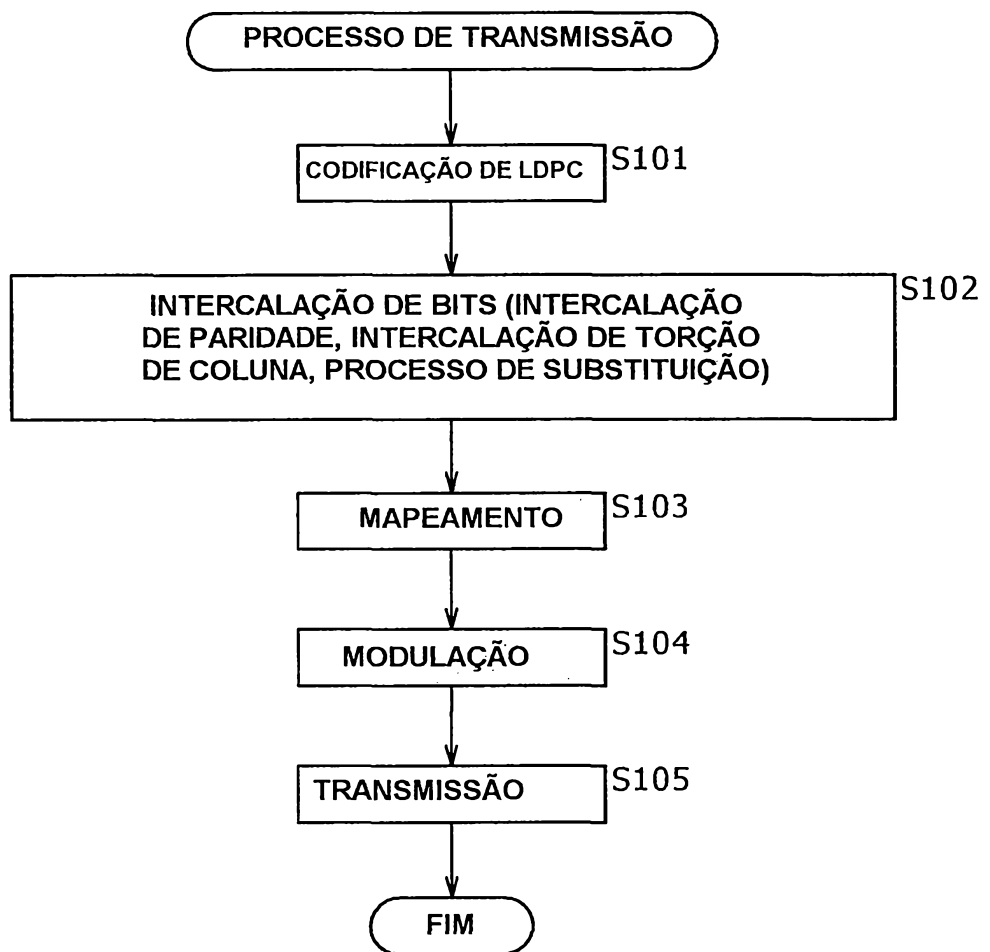 PROCESSO DE TRANSMISSÃO
CODIFICAÇÃO DE LDPC
S101
INTERCALAÇÃO DE BITS (INTERCALAÇÃO
DE PARIDADE, INTERCALAÇÃO DE TORÇÃO
DE COLUNA, PROCESSO DE SUBSTITUIÇÃO)
S102
MAPEAMENTO
S103
MODULAÇÃO
S104
TRANSMISSÃO
S105
FIM